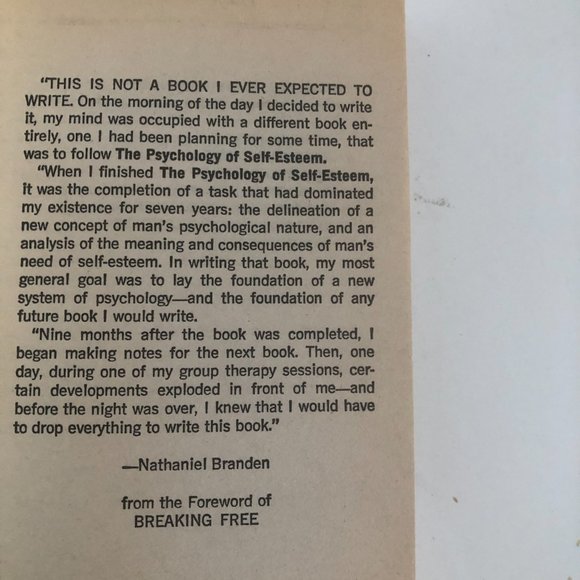 "THIS IS NOT A BOOK I EVER EXPECTED TO
WRITE. On the morning of the day I decided to write
it, my mind was occupied with a different book en-
tirely, one I had been planning for some time, that
was to follow The Psychology of Self-Esteem.
"When I finished The Psychology of Self-Esteem,
it was the completion of a task that had dominated
my existence for seven years: the delineation of a
new concept of man's psychological nature, and an
analysis of the meaning and consequences of man's
need of self-esteem. In writing that book, my most
general goal was to lay the foundation of a new
system of psychology—and the foundation of any
future book I would write.
"Nine months after the book was completed, I
began making notes for the next book. Then, one
day, during one of my group therapy sessions, cer-
tain developments exploded in front of me—and
before the night was over, I knew that I would have
to drop everything to write this book."
—Nathaniel Branden
from the Foreword of
BREAKING FREE